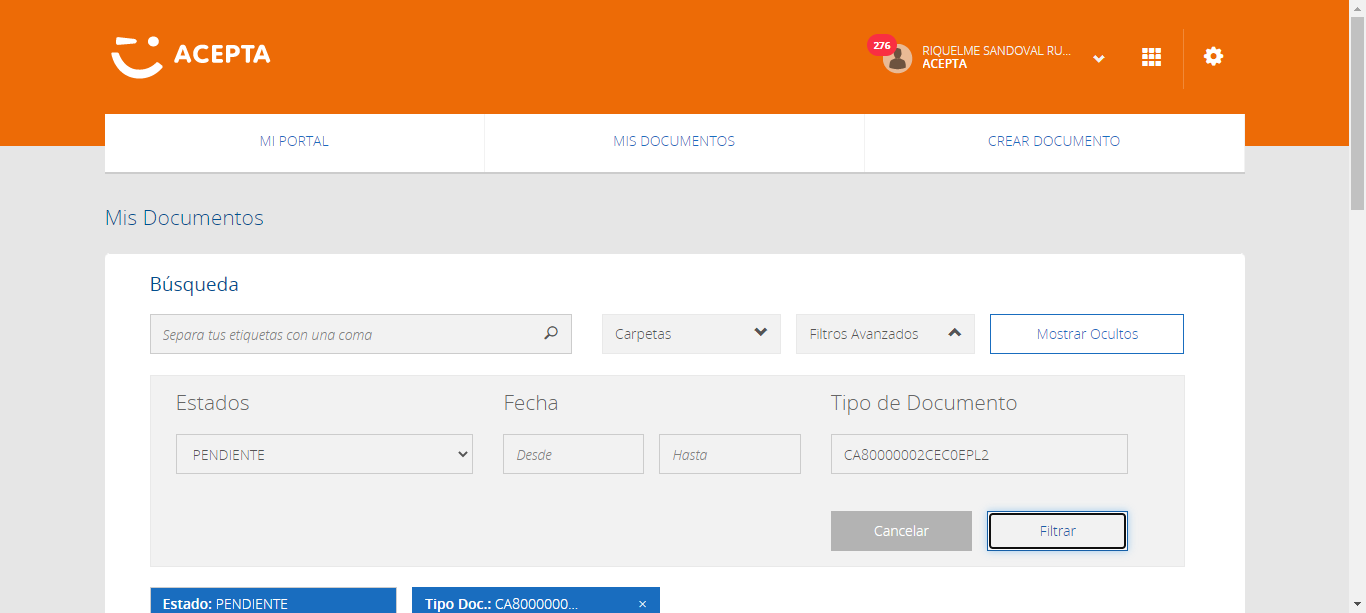 ACEPTA
276
RIQUELME SANDOVAL RU...
ACEPTA
MI PORTAL
MIS DOCUMENTOS
CREAR DOCUMENTO
Mis Documentos
Búsqueda
Separa tus etiquetas con una coma
Carpetas
Filtros Avanzados
Mostrar Ocultos
Estados
Fecha
Tipo de Documento
PENDIENTE
Desde
Hasta
CA80000002CEC0EPL2
Cancelar
Filtrar
Estado: PENDIENTE
Tipo Doc.: CA8000000... ×